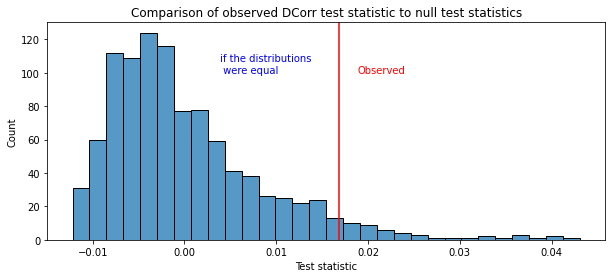 Comparison of observed DCorr test statistic to null test statistics
120
100
80
60
40
20
0
Count
if the distributions
were equal
Observed
−0.01 0.00 0.01 0.02 0.03 0.04
Test statistic